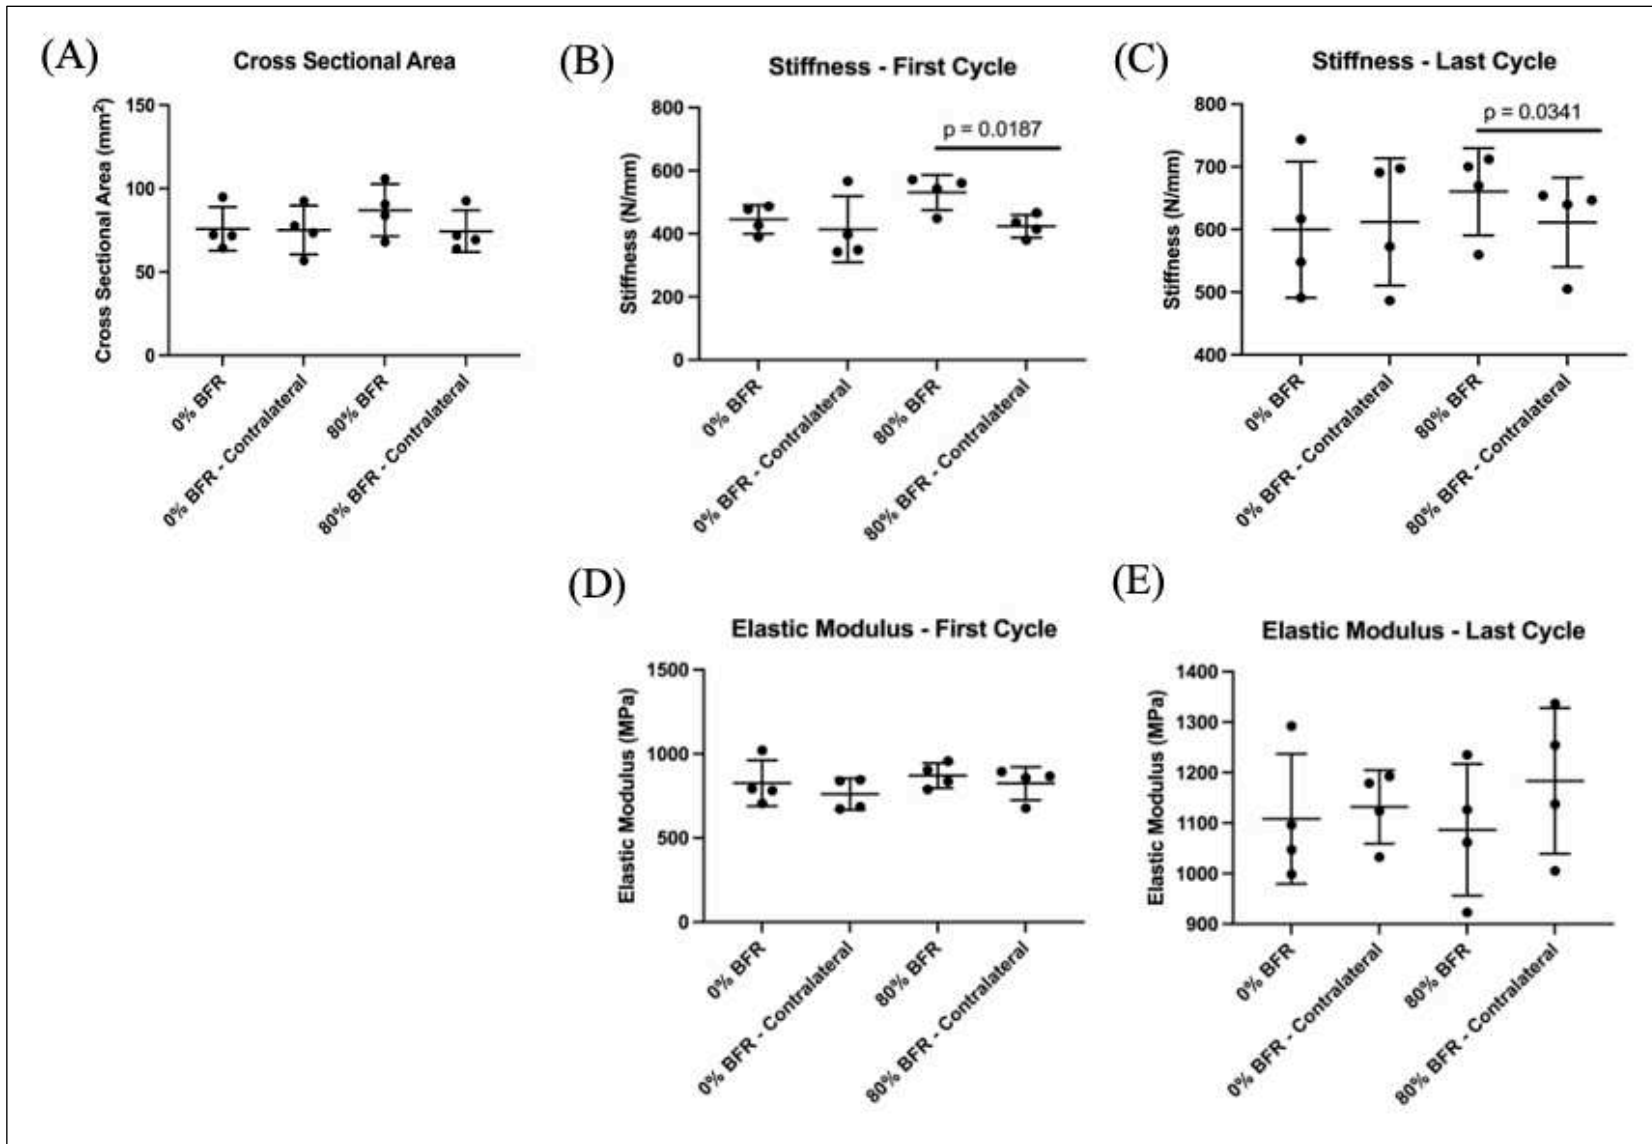 (A)
Cross Sectional Area
Cross Sectional Area (mm²)
150
100
50
0
0% BFR
0% BFR - Contralateral
80% BFR
80% BFR - Contralateral
(B)
Stiffness - First Cycle
Stiffness (N/mm)
800
600
400
200
0
p = 0.0187
0% BFR
0% BFR - Contralateral
80% BFR
80% BFR - Contralateral
(C)
Stiffness - Last Cycle
Stiffness (N/mm)
800
700
600
500
400
p = 0.0341
0% BFR
0% BFR - Contralateral
80% BFR
80% BFR - Contralateral
(D)
Elastic Modulus - First Cycle
Elastic Modulus (MPa)
1500
1000
500
0
0% BFR
0% BFR - Contralateral
80% BFR
80% BFR - Contralateral
(E)
Elastic Modulus - Last Cycle
Elastic Modulus (MPa)
1400
1300
1200
1100
1000
900
0% BFR
0% BFR - Contralateral
80% BFR
80% BFR - Contralateral